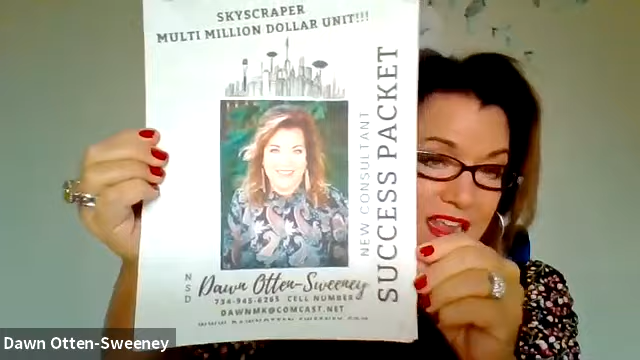 SKYSCRAPER
MULTI MILLION DOLLAR UNIT!!!
NEW CONSULTANT
SUCCESS PACKET
NSD
Dawn Otten-Sweeney
734-945-6265 CELL NUMBER
DAWNMK@COMCAST.NET
Dawn Otten-Sweeney